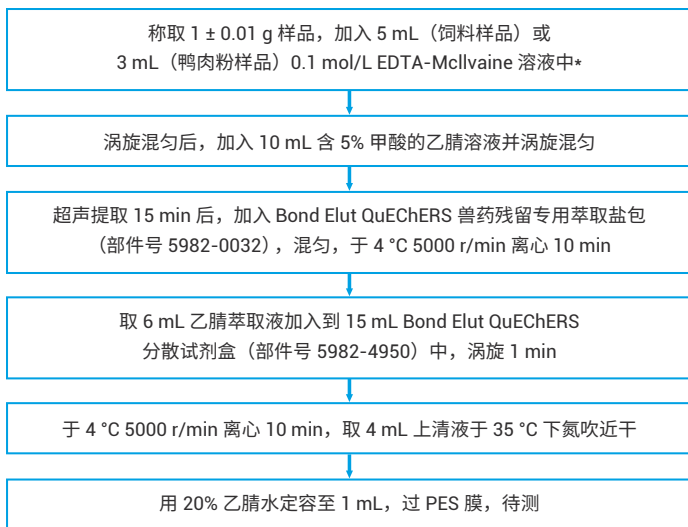 称取 1 ± 0.01 g 样品，加入 5 mL（饲料样品）或
3 mL（鸭肉粉样品）0.1 mol/L EDTA-Mcllvaine 溶液中*
涡旋混匀后，加入 10 mL 含 5% 甲酸的乙腈溶液并涡旋混匀
超声提取 15 min 后，加入 Bond Elut QuEChERS 兽药残留专用萃取盐包
（部件号 5982-0032），混匀，于 4 °C 5000 r/min 离心 10 min
取 6 mL 乙腈萃取液加入到 15 mL Bond Elut QuEChERS
分散试剂盒（部件号 5982-4950）中，涡旋 1 min
于 4 °C 5000 r/min 离心 10 min，取 4 mL 上清液于 35 °C 下氮吹近干
用 20% 乙腈水定容至 1 mL，过 PES 膜，待测